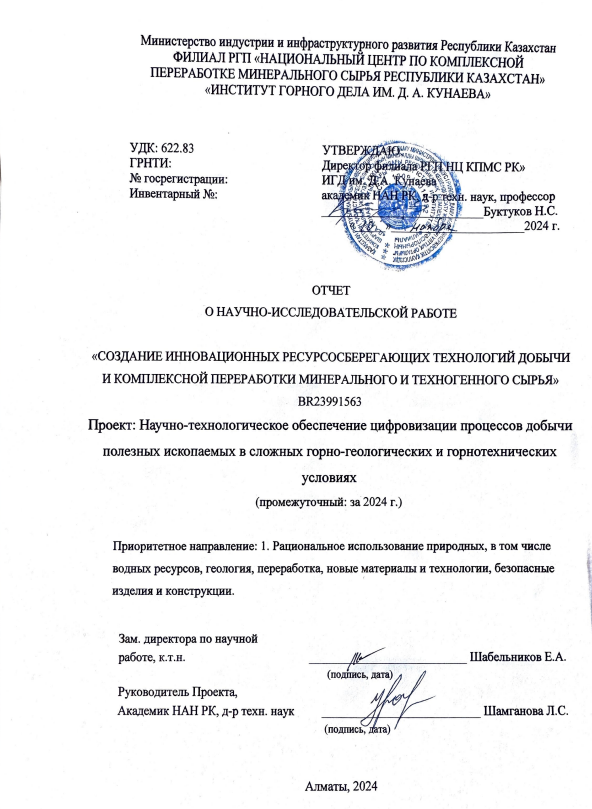 Министерство индустрии и инфраструктурного развития Республики Казахстан
ФИЛИАЛ РГП «НАЦИОНАЛЬНЫЙ ЦЕНТР ПО КОМПЛЕКСНОЙ
ПЕРЕРАБОТКЕ МИНЕРАЛЬНОГО СЫРЬЯ РЕСПУБЛИКИ КАЗАХСТАН»
«ИНСТИТУТ ГОРНОГО ДЕЛА ИМ. Д. А. КУНАЕВА»
УДК: 622.83
ГРНТИ:
№ госрегистрации:
Инвентарный №:
УТВЕРЖДАЮ
Директор филиала РГП НЦ КПМС РК»
ИГД им. Д.А. Кунаева
академик НАН РК, д-р техн. наук, профессор
Буктуков Н.С.
ноября 2024 г.
ОТЧЕТ
О НАУЧНО-ИССЛЕДОВАТЕЛЬСКОЙ РАБОТЕ
«СОЗДАНИЕ ИННОВАЦИОННЫХ РЕСУРСОСБЕРЕГАЮЩИХ ТЕХНОЛОГИЙ ДОБЫЧИ
И КОМПЛЕКСНОЙ ПЕРЕРАБОТКИ МИНЕРАЛЬНОГО И ТЕХНОГЕННОГО СЫРЬЯ»
BR23991563
Проект: Научно-технологическое обеспечение цифровизации процессов добычи
полезных ископаемых в сложных горно-геологических и горнотехнических
условиях
(промежуточный: за 2024 г.)
Приоритетное направление: 1. Рациональное использование природных, в том числе
водных ресурсов, геология, переработка, новые материалы и технологии, безопасные
изделия и конструкции.
Зам. директора по научной
работе, к.т.н. Шабельников Е.А.
(подпись, дата)
Руководитель Проекта,
Академик НАН РК, д-р техн. наук Шамганова Л.С.
(подпись, дата)
Алматы, 2024